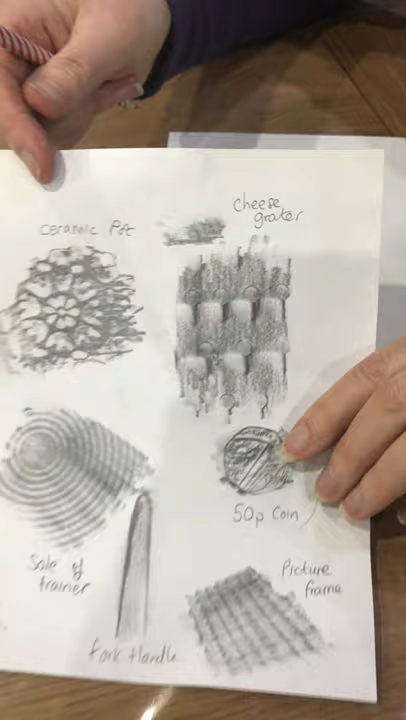 ceramic Pot
cheese
grater
50p Coin
Sole of
trainer
Picture
frame
fork Handle